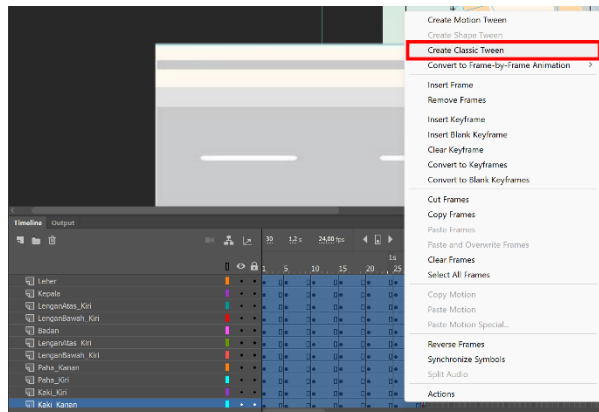 Create Motion Tween
Create Shape Tween
Create Classic Tween
Convert to Frame-by-Frame Animation
Insert Frame
Remove Frames
Insert Keyframe
Insert Blank Keyframe
Clear Keyframe
Convert to Keyframes
Convert to Blank Keyframes
Cut Frames
Copy Frames
Paste Frames
Paste and Overwrite Frames
Clear Frames
Select All Frames
Copy Motion
Paste Motion
Paste Motion Special...
Reverse Frames
Synchronize Symbols
Split Audio
Actions
Timeline Output
30 1,2 s 24,00 fps
1s
1 5 10 15 20 25
Leher
Kepala
LenganAtas_Kiri
LenganBawah_Kiri
Badan
LenganAtas_Kiri
LenganBawah_Kiri
Paha_Kanan
Paha_Kiri
Kaki_Kiri
Kaki_Kanan